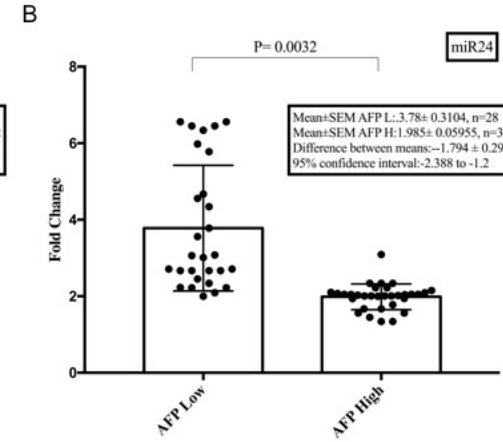 B
P= 0.0032
miR24
Mean±SEM AFP L:.3.78± 0.3104, n=28
Mean±SEM AFP H:1.985± 0.05955, n=3
Difference between means:--1.794 ± 0.29
95% confidence interval:-2.388 to -1.2
Fold Change
8
6
4
2
0
AFP Low
AFP High